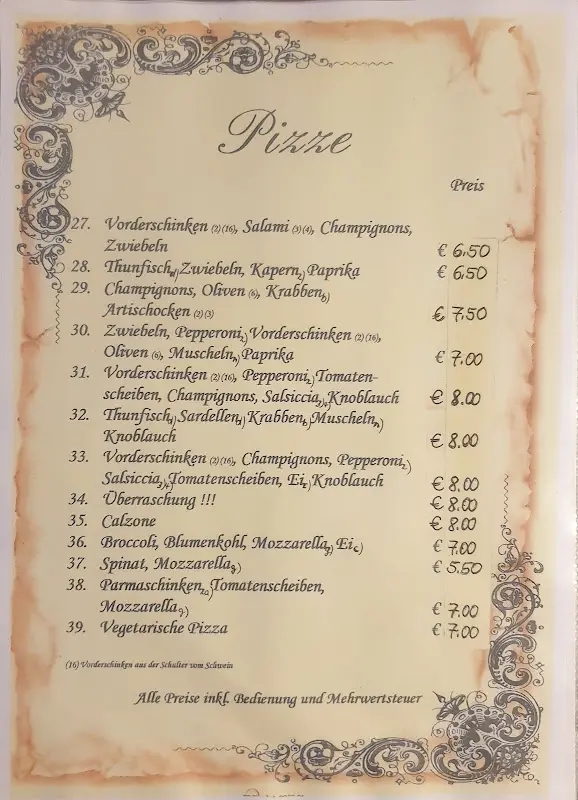 Pizze
Preis
27. Vorderschinken (2)(16), Salami (3)(4), Champignons,
Zwiebeln € 6,50
28. Thunfisch, Zwiebeln, Kapern, Paprika € 6,50
29. Champignons, Oliven (6), Krabben,
Artischocken (2)(3) € 7,50
30. Zwiebeln, Pepperoni, Vorderschinken (2)(16),
Oliven (6), Muscheln, Paprika € 7.00
31. Vorderschinken (2)(16), Pepperoni, Tomaten-
scheiben, Champignons, Salsiccia, Knoblauch € 8.00
32. Thunfisch, Sardellen, Krabben, Muscheln,
Knoblauch € 8.00
33. Vorderschinken (2)(16), Champignons, Pepperoni,
Salsiccia, Tomatenscheiben, Ei, Knoblauch € 8.00
34. Überraschung !!! € 8.00
35. Calzone € 8.00
36. Broccoli, Blumenkohl, Mozzarella, Ei € 7.00
37. Spinat, Mozzarella € 5.50
38. Parmaschinken, Tomatenscheiben,
Mozzarella € 7.00
39. Vegetarische Pizza € 7.00
(16) Vorderschinken aus der Schulter vom Schwein
Alle Preise inkl. Bedienung und Mehrwertsteuer